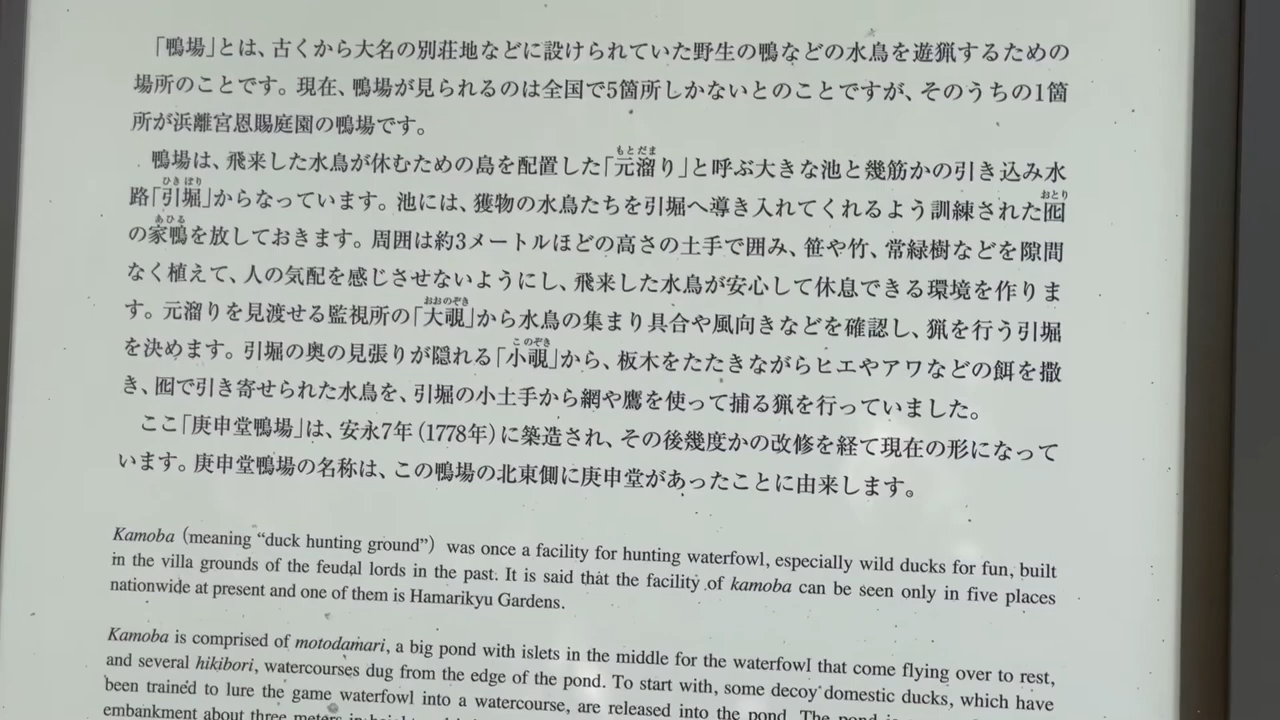 「鴨場」とは、古くから大名の別荘地などに設けられていた野生の鴨などの水鳥を遊猟するための
場所のことです。現在、鴨場が見られるのは全国で5箇所しかないとのことですが、そのうちの1箇
所が浜離宮恩賜庭園の鴨場です。
もとだま
鴨場は、飛来した水鳥が休むための島を配置した「元溜り」と呼ぶ大きな池と幾筋かの引き込み水
ひきぼり
おとり
路「引堀」からなっています。池には、獲物の水鳥たちを引堀へ導き入れてくれるよう訓練された囮
あひる
の家鴨を放しておきます。周囲は約3メートルほどの高さの土手で囲み、笹や竹、常緑樹などを隙間
なく植えて、人の気配を感じさせないようにし、飛来した水鳥が安心して休息できる環境を作りま
おおのぞき
す。元溜りを見渡せる監視所の「大覗」から水鳥の集まり具合や風向きなどを確認し、猟を行う引堀
このぞき
を決めます。引堀の奥の見張りが隠れる「小覗」から、板木をたたきながらヒエやアワなどの餌を撒
き、囮で引き寄せられた水鳥を、引堀の小土手から網や鷹を使って捕る猟を行っていました。
ここ「庚申堂鴨場」は、安永7年(1778年)に築造され、その後幾度かの改修を経て現在の形になって
います。庚申堂鴨場の名称は、この鴨場の北東側に庚申堂があったことに由来します。
Kamoba (meaning “duck hunting ground”) was once a facility for hunting waterfowl, especially wild ducks for fun, built
in the villa grounds of the feudal lords in the past. It is said that the facility of kamoba can be seen only in five places
nationwide at present and one of them is Hamarikyu Gardens.
Kamoba is comprised of motodamari, a big pond with islets in the middle for the waterfowl that come flying over to rest,
and several hikibori, watercourses dug from the edge of the pond. To start with, some decoy domestic ducks, which have
been trained to lure the game waterfowl into a watercourse, are released into the pond. The pond is
embankment about three meters in height